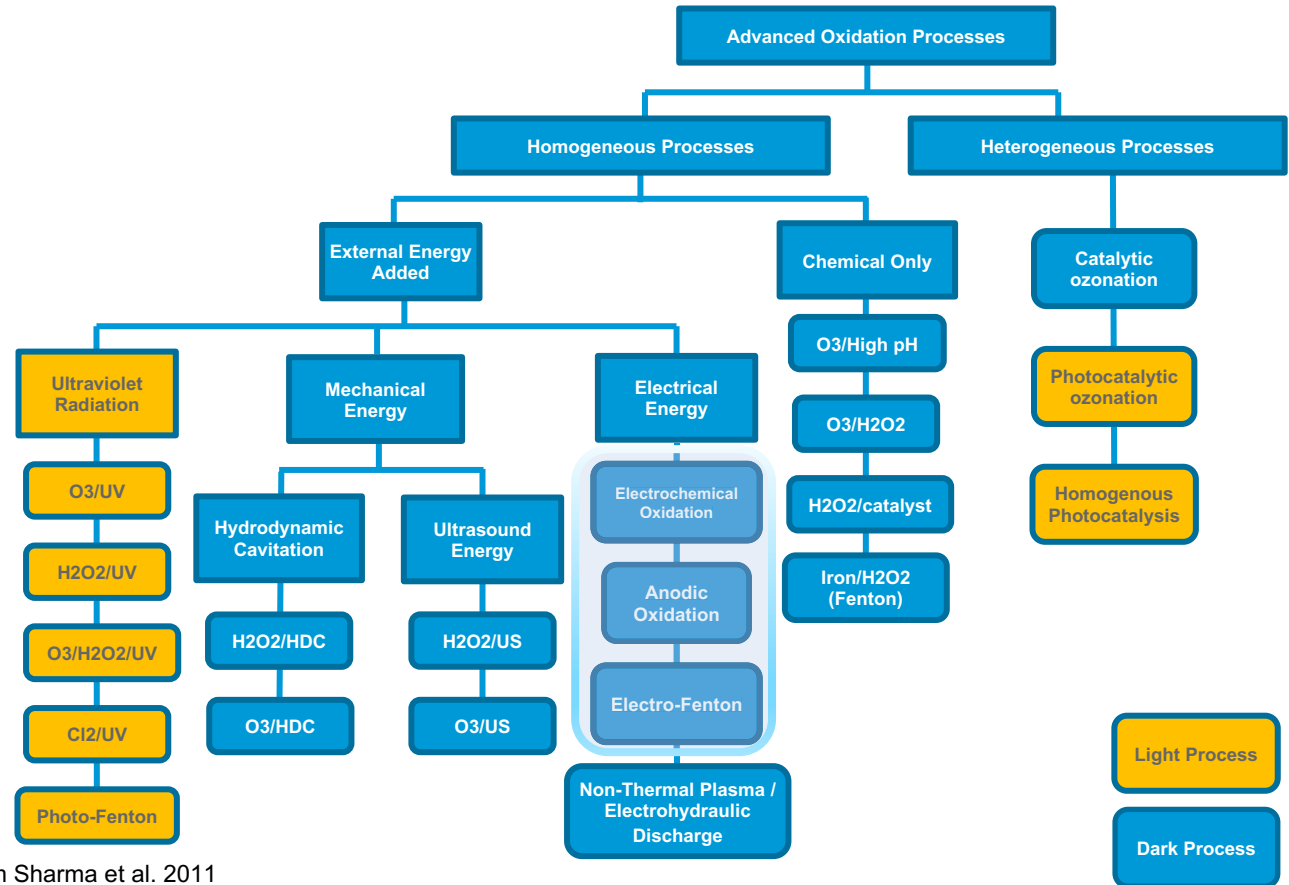 Advanced Oxidation Processes
Homogeneous Processes
Heterogeneous Processes
External Energy
Added
Chemical Only
Catalytic
ozonation
O3/High pH
Ultraviolet
Radiation
Mechanical
Energy
Electrical
Energy
Photocatalytic
ozonation
O3/H2O2
O3/UV
Electrochemical
Oxidation
H2O2/catalyst
Homogenous
Photocatalysis
Hydrodynamic
Cavitation
Ultrasound
Energy
H2O2/UV
Anodic
Oxidation
Iron/H2O2
(Fenton)
H2O2/HDC
H2O2/US
O3/H2O2/UV
Electro-Fenton
O3/HDC
O3/US
Cl2/UV
Light Process
Non-Thermal Plasma /
Electrohydraulic
Discharge
Photo-Fenton
Dark Process
Sharma et al. 2011